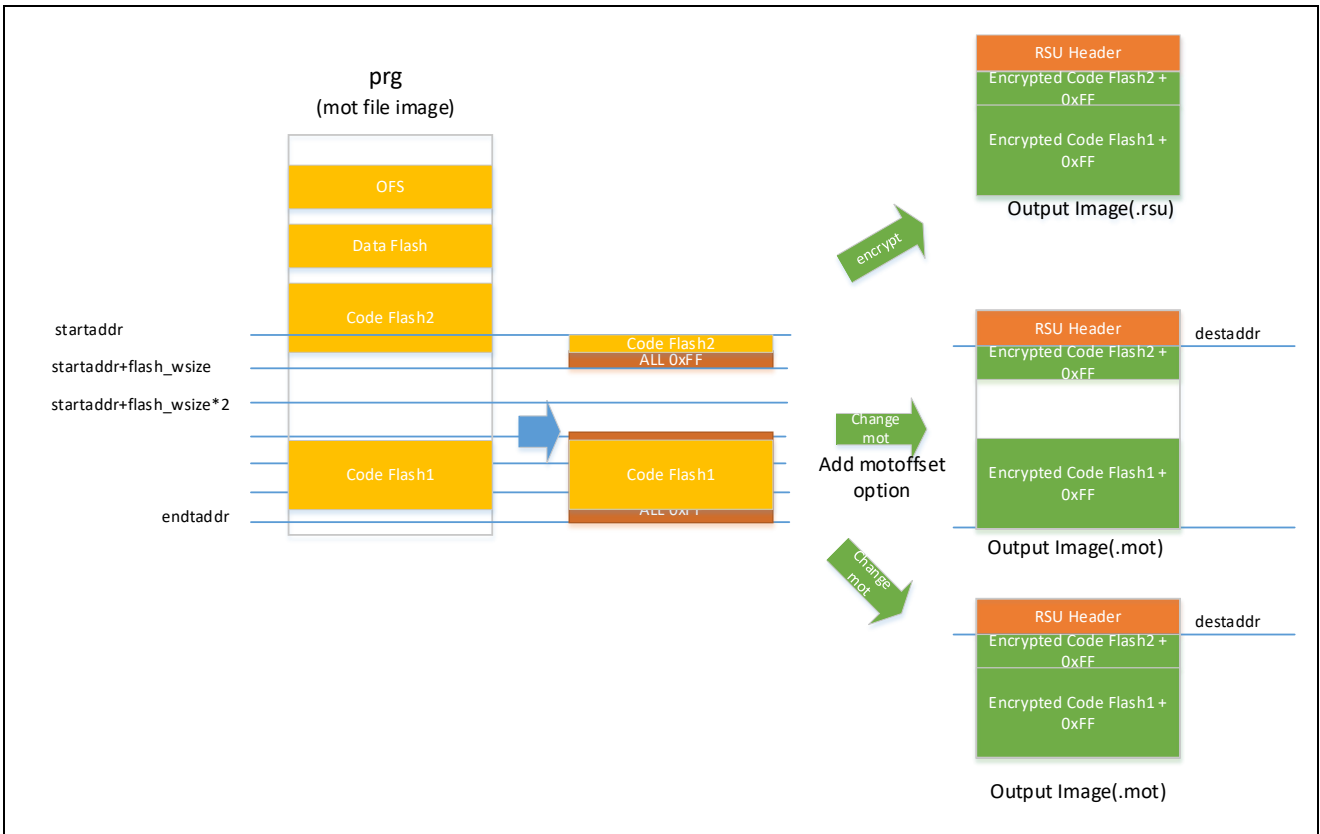 prg
(mot file image)
OFS
Data Flash
Code Flash2
Code Flash1
startaddr
startaddr+flash_wsize
startaddr+flash_wsize*2
endtaddr
Code Flash2
ALL 0xFF
Code Flash1
ALL 0xFF
encrypt
Change
mot
Add motoffset
option
Change
mot
RSU Header
Encrypted Code Flash2 +
0xFF
Encrypted Code Flash1 +
0xFF
Output Image(.rsu)
RSU Header
destaddr
Encrypted Code Flash2 +
0xFF
Encrypted Code Flash1 +
0xFF
Output Image(.mot)
RSU Header
destaddr
Encrypted Code Flash2 +
0xFF
Encrypted Code Flash1 +
0xFF
Output Image(.mot)